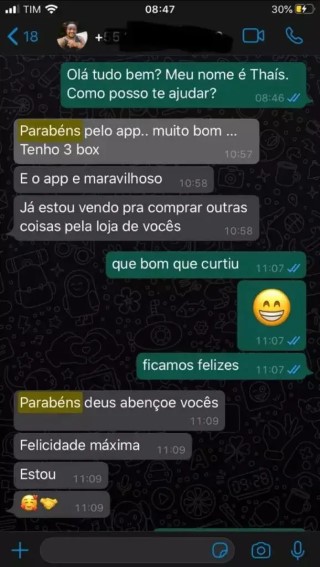 TIM 08:47 30%
18
Olá tudo bem? Meu nome é Thaís.
Como posso te ajudar?
08:46
Parabéns pelo app.. muito bom ...
Tenho 3 box
10:57
E o app e maravilhoso 10:58
Já estou vendo pra comprar outras
coisas pela loja de vocês 10:58
que bom que curtiu 11:07
😁
11:07
ficamos felizes 11:07
Parabéns deus abençoe vocês
11:09
Felicidade máxima 11:09
Estou 11:09
🥰🤝 11:09